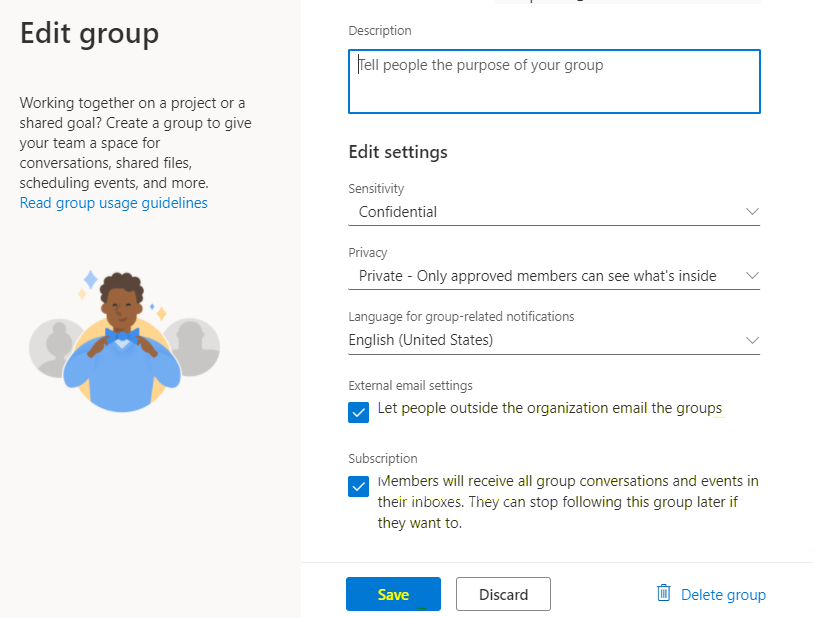 Edit group
Working together on a project or a
shared goal? Create a group to give
your team a space for
conversations, shared files,
scheduling events, and more.
Read group usage guidelines
Description
Tell people the purpose of your group
Edit settings
Sensitivity
Confidential
Privacy
Private - Only approved members can see what's inside
Language for group-related notifications
English (United States)
External email settings
Let people outside the organization email the groups
Subscription
Members will receive all group conversations and events in
their inboxes. They can stop following this group later if
they want to.
Save
Discard
Delete group